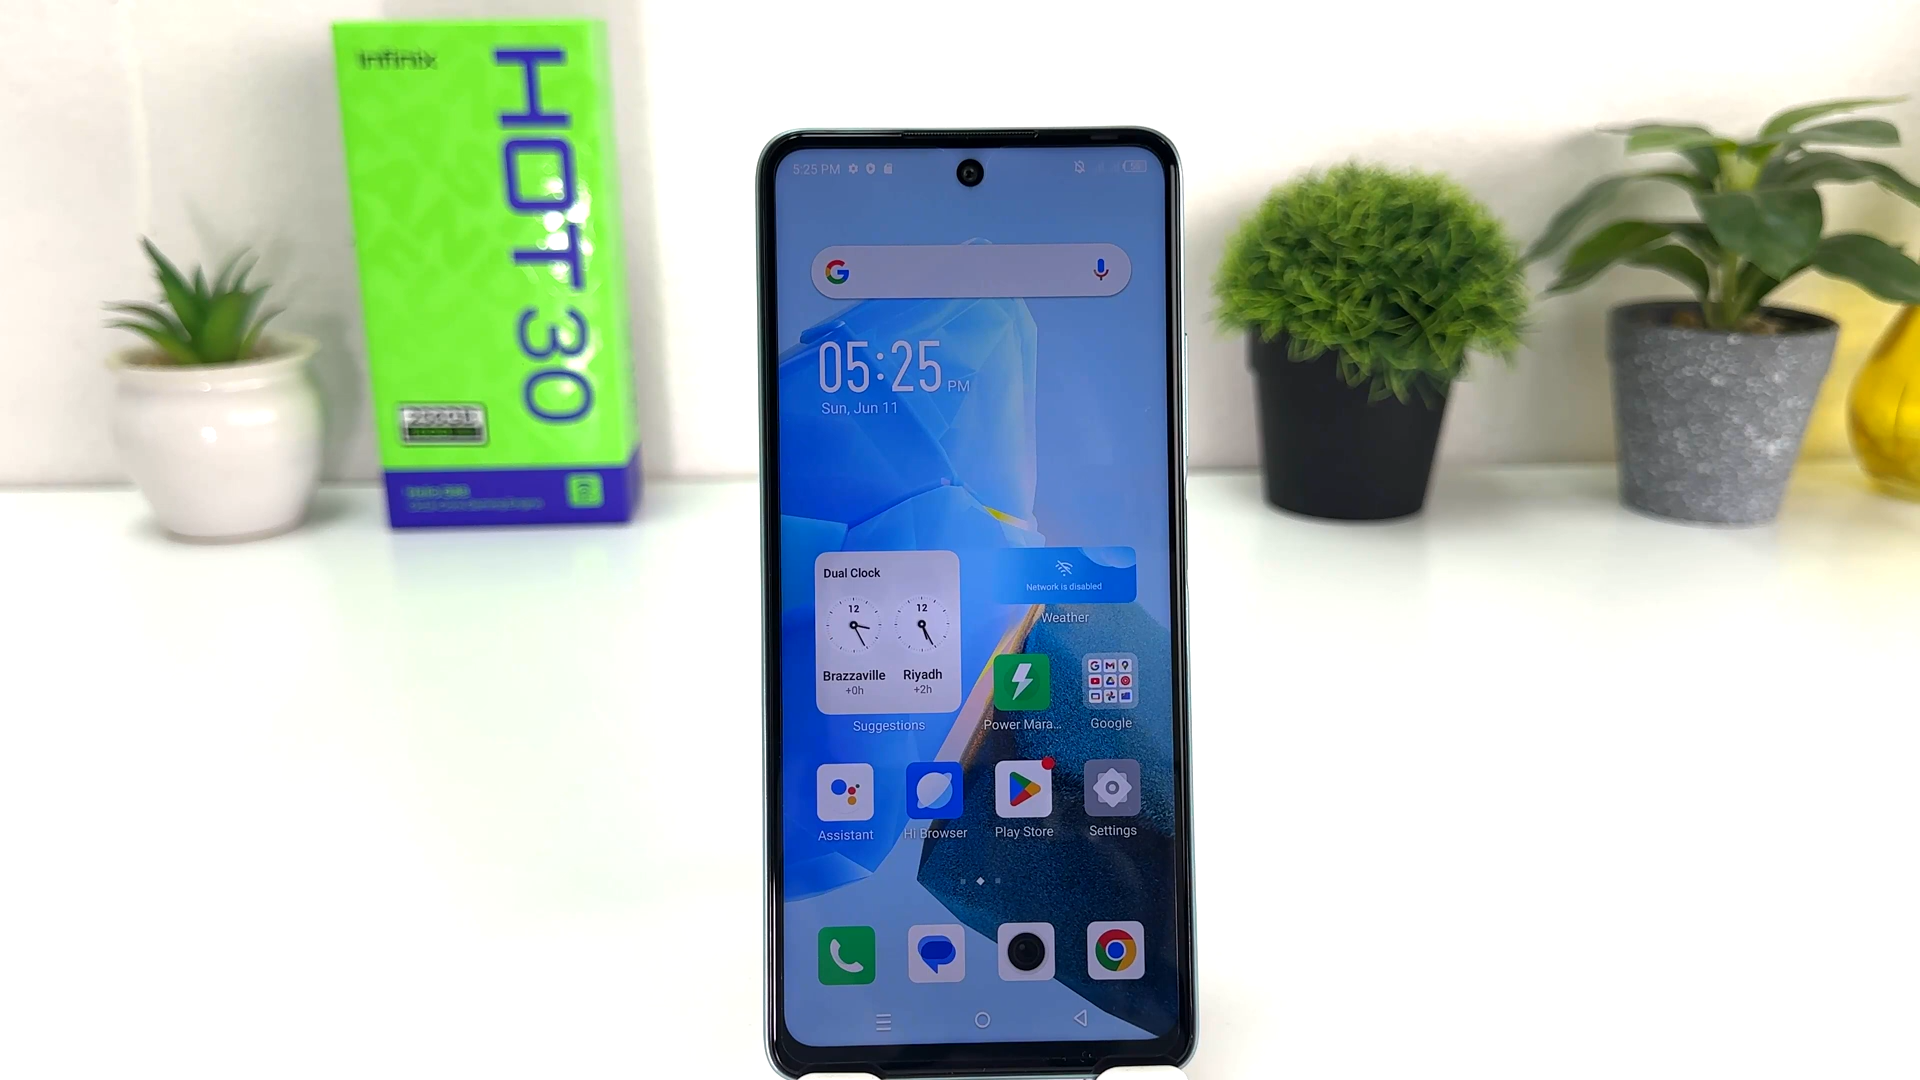 Infinix
HOT 30
5:25 PM
05:25 PM
Sun, Jun 11
Dual Clock
12
12
Brazzaville
+0h
Riyadh
+2h
Suggestions
Network is disabled
Weather
Power Mara...
Google
Assistant
Hi Browser
Play Store
Settings